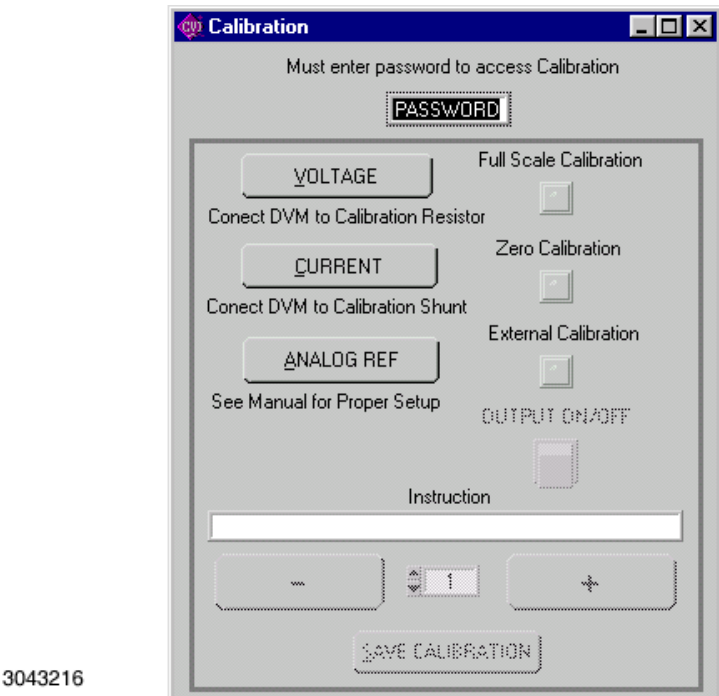 CVI Calibration
Must enter password to access Calibration
PASSWORD
VOLTAGE
Full Scale Calibration
Conect DVM to Calibration Resistor
Zero Calibration
CURRENT
Conect DVM to Calibration Shunt
External Calibration
ANALOG REF
See Manual for Proper Setup
OUTPUT ON/OFF
Instruction
- 1 +
SAVE CALIBRATION
3043216